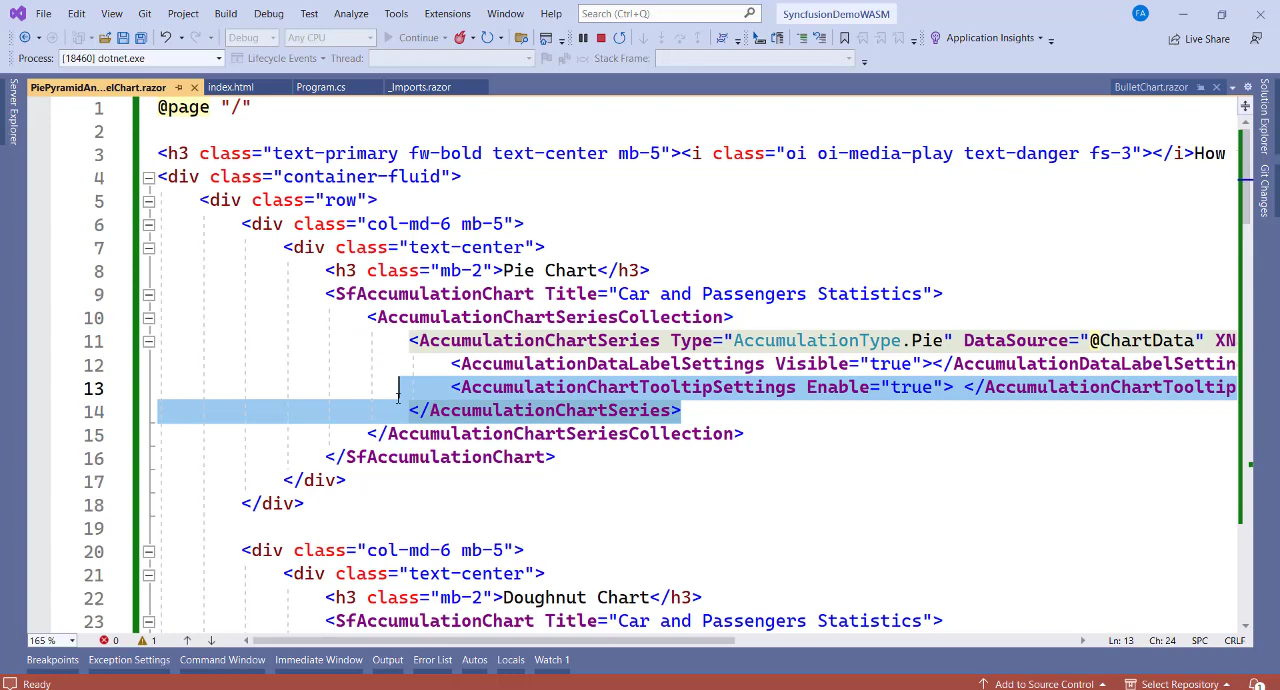 File Edit View Git Project Build Debug Test Analyze Tools Extensions Window Help Search (Ctrl+Q) SyncfusionDemoWASM FA
Debug Any CPU Continue Application Insights Live Share
Process: [18460] dotnet.exe Lifecycle Events Thread: Stack Frame:
PiePyramidAn...elChart.razor index.html Program.cs _Imports.razor BulletChart.razor
Server Explorer
Solution Explorer
Git Changes
1 @page "/"
2
3 <h3 class="text-primary fw-bold text-center mb-5"><i class="oi oi-media-play text-danger fs-3"></i>How
4 <div class="container-fluid">
5 <div class="row">
6 <div class="col-md-6 mb-5">
7 <div class="text-center">
8 <h3 class="mb-2">Pie Chart</h3>
9 <SfAccumulationChart Title="Car and Passengers Statistics">
10 <AccumulationChartSeriesCollection>
11 <AccumulationChartSeries Type="AccumulationType.Pie" DataSource="@ChartData" XN
12 <AccumulationDataLabelSettings Visible="true"></AccumulationDataLabelSettin
13 <AccumulationChartTooltipSettings Enable="true"> </AccumulationChartTooltip
14 </AccumulationChartSeries>
15 </AccumulationChartSeriesCollection>
16 </SfAccumulationChart>
17 </div>
18 </div>
19
20 <div class="col-md-6 mb-5">
21 <div class="text-center">
22 <h3 class="mb-2">Doughnut Chart</h3>
23 <SfAccumulationChart Title="Car and Passengers Statistics">
165 % 0 1 Ln: 13 Ch: 24 SPC CRLF
Breakpoints Exception Settings Command Window Immediate Window Output Error List Autos Locals Watch 1
Ready Add to Source Control Select Repository 1